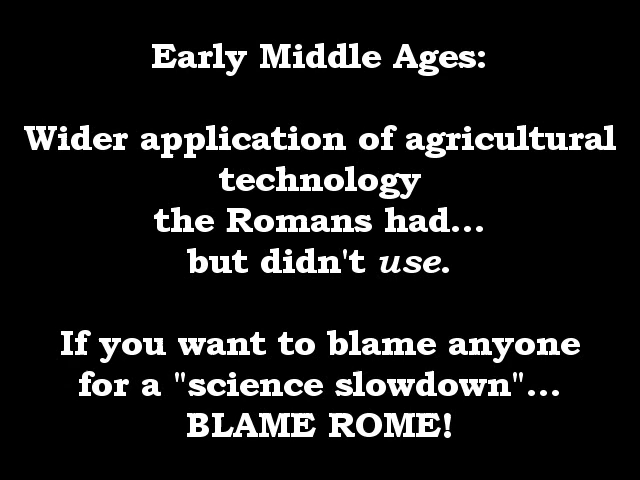 Early Middle Ages:
Wider application of agricultural
technology
the Romans had...
but didn't use.
If you want to blame anyone
for a "science slowdown"...
BLAME ROME!